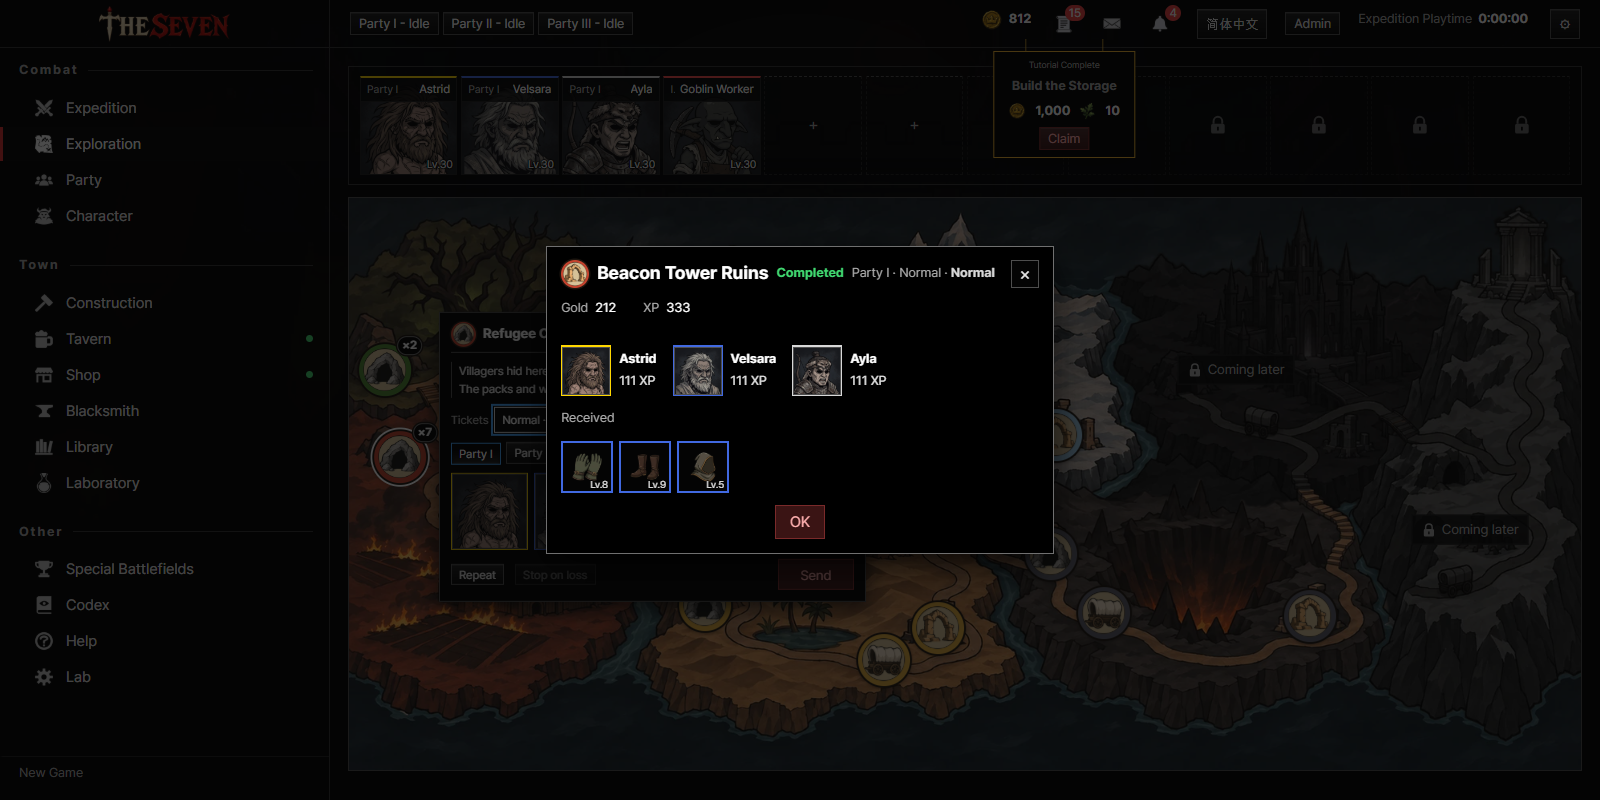 THE SEVEN
Party I - Idle
Party II - Idle
Party III - Idle
812
15
4
简体中文
Admin
Expedition Playtime 0:00:00
Combat
Expedition
Exploration
Party
Character
Town
Construction
Tavern
Shop
Blacksmith
Library
Laboratory
Other
Special Battlefields
Codex
Help
Lab
New Game
Party I Astrid
Lv.30
Party I Velsara
Lv.30
Party I Ayla
Lv.30
I. Goblin Worker
Lv.30
+
+
Tutorial Complete
Build the Storage
1,000 10
Claim
x2
x7
Coming later
Coming later
Refugee
Villagers hid here
The packs and
Tickets Normal
Party I
Party
Repeat
Stop on loss
Send
Beacon Tower Ruins Completed Party I · Normal · Normal
Gold 212 XP 333
Astrid
111 XP
Velsara
111 XP
Ayla
111 XP
Received
Lv.8
Lv.9
Lv.5
OK